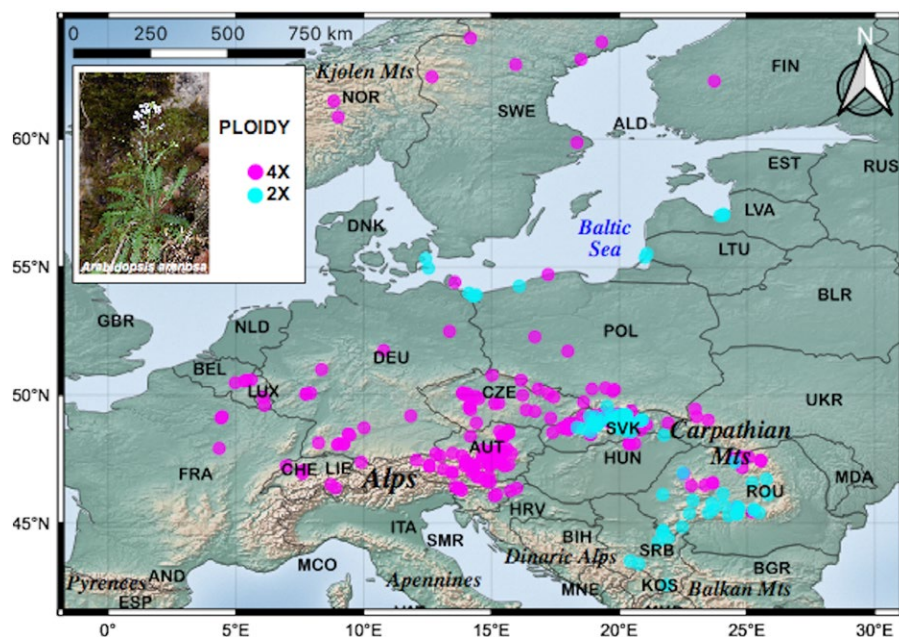 0 250 500 750 km
N
Kjolen Mts
FIN
NOR
SWE
PLOIDY
ALD
60°N
4X
EST
RUS
2X
LVA
DNK
Baltic
Sea
LTU
Arabidopsis arenosa
55°N
BLR
GBR
NLD
POL
DEU
BEL
LUX
50°N
CZE
UKR
SVK
Carpathian
Mts
AUT
HUN
FRA
CHE
LIE
Alps
MDA
ROU
HRV
45°N
ITA
BIH
SRB
SMR
Dinaric Alps
MCO
BGR
Pyrenees
AND
Apennines
MNE
KOS
Balkan Mts
ESP
0° 5°E 10°E 15°E 20°E 25°E 30°E